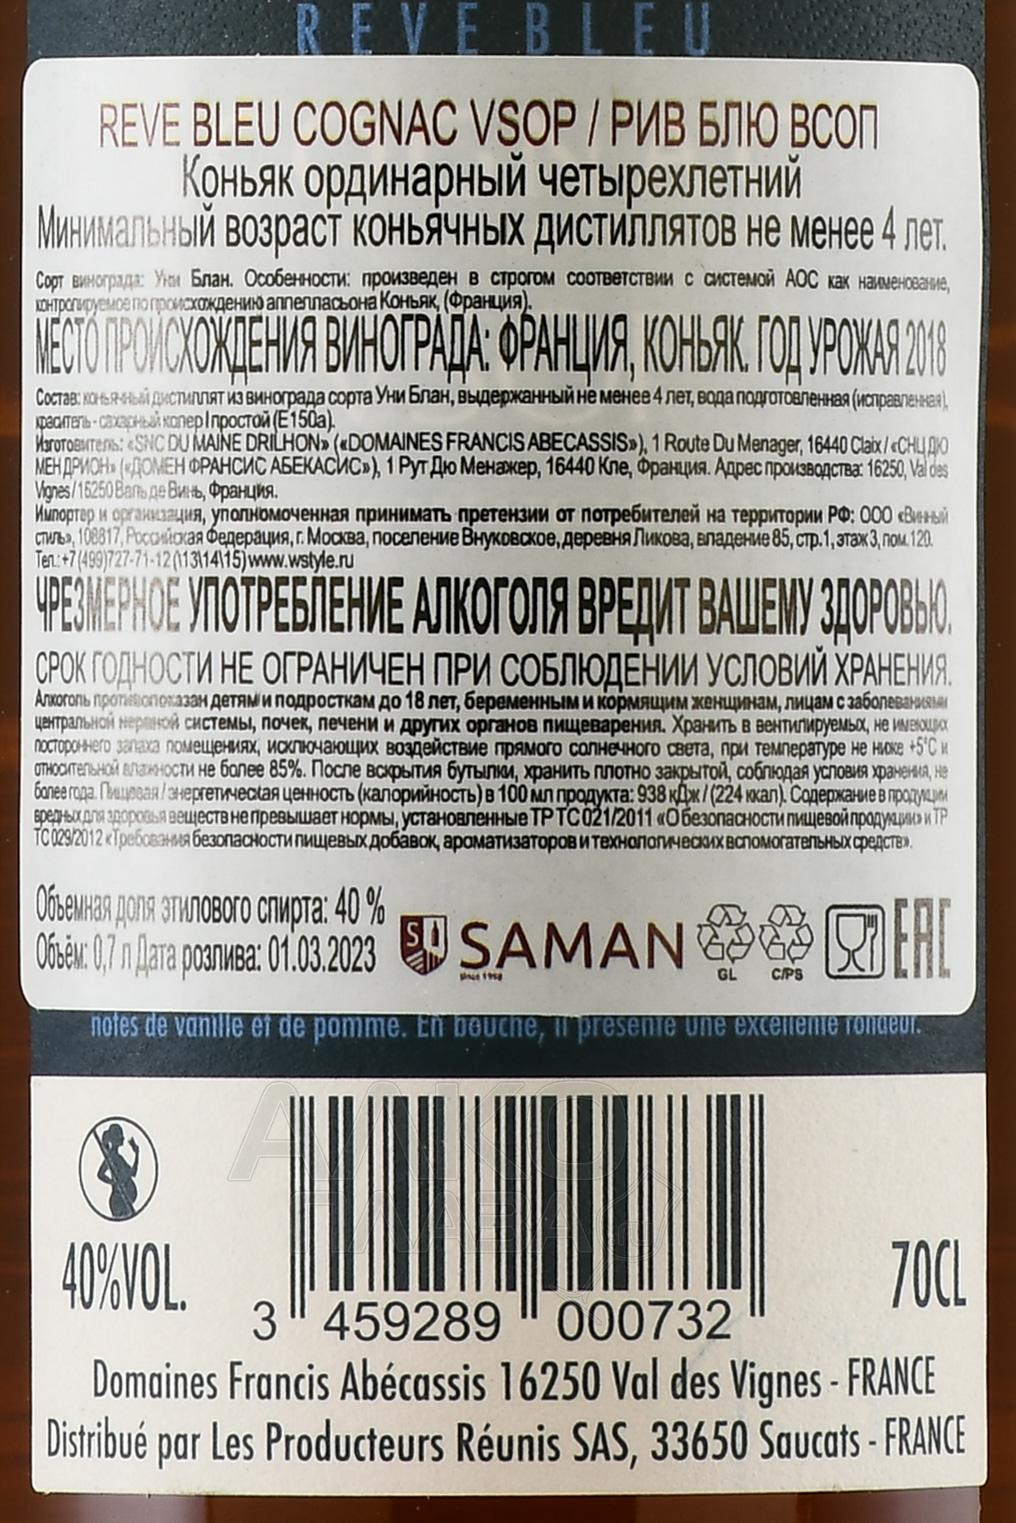 REVE BLEU
REVE BLEU COGNAC VSOP / РИВ БЛЮ ВСОП
Коньяк ординарный четырехлетний
Минимальный возраст коньячных дистиллятов не менее 4 лет.
Сорт винограда: Уни Блан. Особенности: произведен в строгом соответствии с системой АОС как наименование,
контролируемое по происхождению аппелласьона Коньяк, (Франция).
МЕСТО ПРОИСХОЖДЕНИЯ ВИНОГРАДА: ФРАНЦИЯ, КОНЬЯК. ГОД УРОЖАЯ 2018
Состав: коньячный дистиллят из винограда сорта Уни Блан, выдержанный не менее 4 лет, вода подготовленная (исправленная),
краситель - сахарный колер I простой (Е150а).
Изготовитель: «SNC DU MAINE DRILHON» («DOMAINES FRANCIS ABECASSIS»), 1 Route Du Menager, 16440 Claix / «СНЦ ДЮ
МЕН ДРИОН» («ДОМЕН ФРАНСИС АБЕКАСИС»), 1 Рут Дю Менажер, 16440 Кле, Франция. Адрес производства: 16250, Val des
Vignes / 16250 Валь де Винь, Франция.
Импортер и организация, уполномоченная принимать претензии от потребителей на территории РФ: ООО «Винный
стиль», 108817, Российская Федерация, г. Москва, поселение Внуковское, деревня Ликова, владение 85, стр.1, этаж 3, пом. 120.
Тел.: +7 (499)727-71-12 (\13\14\15) www.wstyle.ru
ЧРЕЗМЕРНОЕ УПОТРЕБЛЕНИЕ АЛКОГОЛЯ ВРЕДИТ ВАШЕМУ ЗДОРОВЬЮ.
СРОК ГОДНОСТИ НЕ ОГРАНИЧЕН ПРИ СОБЛЮДЕНИИ УСЛОВИЙ ХРАНЕНИЯ.
Алкоголь противопоказан детям и подросткам до 18 лет, беременным и кормящим женщинам, лицам с заболеваниями
центральной нервной системы, почек, печени и других органов пищеварения. Хранить в вентилируемых, не имеющих
постороннего запаха помещениях, исключающих воздействие прямого солнечного света, при температуре не ниже +5°С и
относительной влажности не более 85%. После вскрытия бутылки, хранить плотно закрытой, соблюдая условия хранения, не
более года. Пищевая / энергетическая ценность (калорийность) в 100 мл продукта: 938 кДж / (224 ккал). Содержание в продукции
вредных для здоровья веществ не превышает нормы, установленные ТР ТС 021/2011 «О безопасности пищевой продукции» и ТР
ТС 029/2012 «Требования безопасности пищевых добавок, ароматизаторов и технологических вспомогательных средств».
Объемная доля этилового спирта: 40 %
Объём: 0,7 л Дата розлива: 01.03.2023
SAMAN
since 1998
GL C/PS
EAC
notes de vanille et de pomme. En bouche, il présente une excellente rondeur.
АЛКО
ПЛАВА
40%VOL.
70CL
3 459289 000732
Domaines Francis Abécassis 16250 Val des Vignes - FRANCE
Distribué par Les Producteurs Réunis SAS, 33650 Saucats - FRANCE